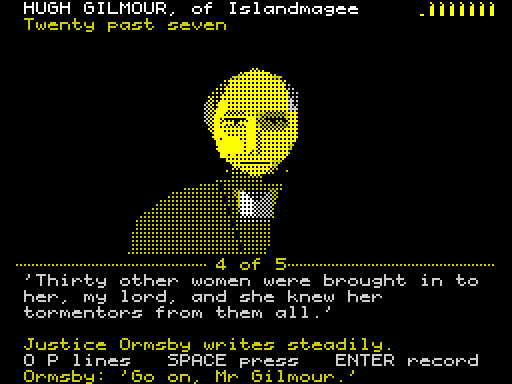 HUGH GILMOUR, of Islandmagee
Twenty past seven
4 of 5
'Thirty other women were brought in to
her, my lord, and she knew her
tormentors from them all.'
Justice Ormsby writes steadily.
O P lines   SPACE press   ENTER record
Ormsby: 'Go on, Mr Gilmour.'